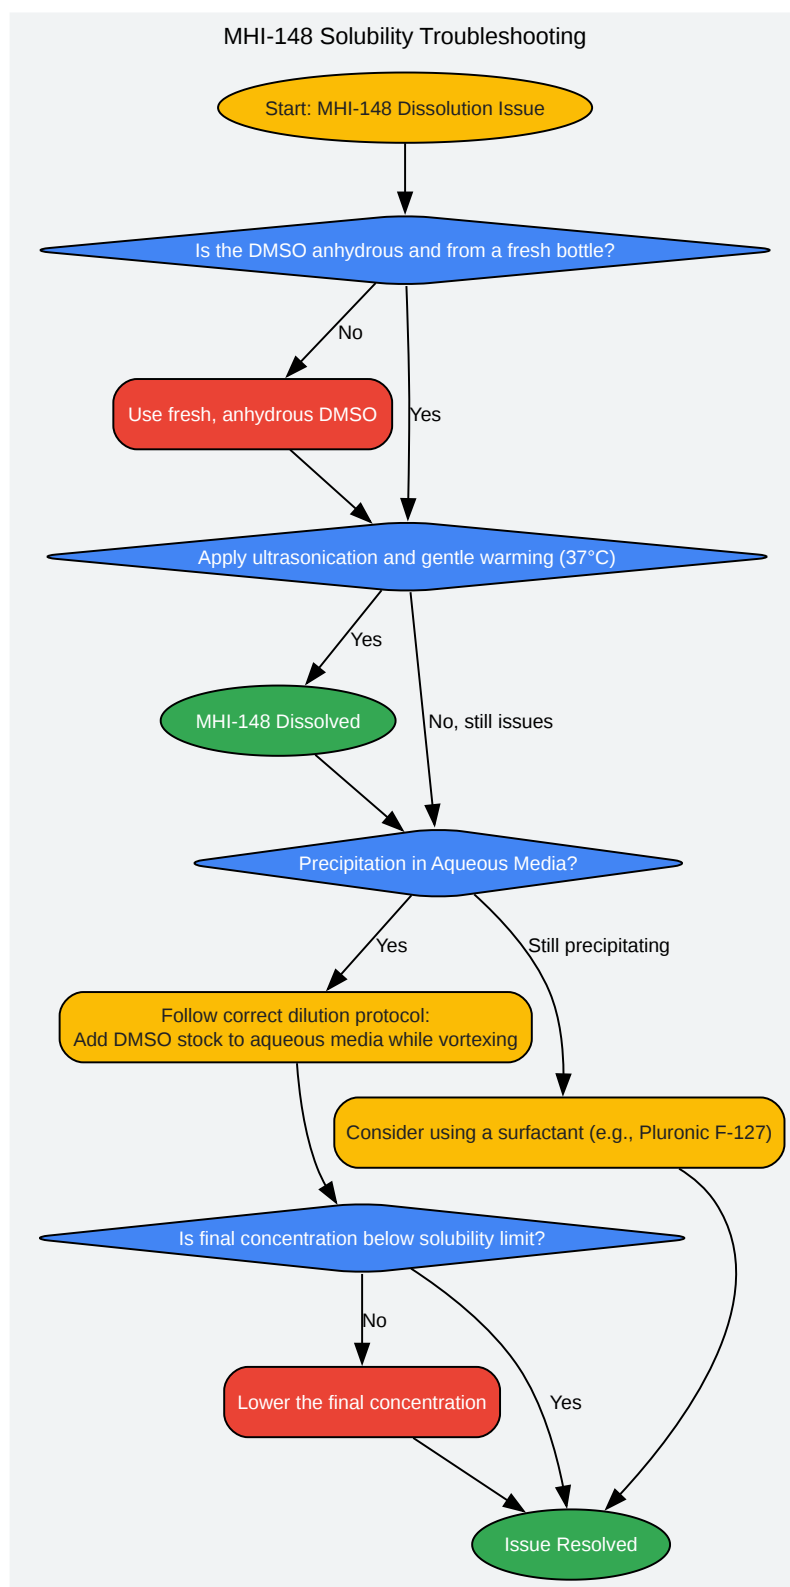 MHI-148 Solubility Troubleshooting
Start: MHI-148 Dissolution Issue
Is the DMSO anhydrous and from a fresh bottle?
No
Use fresh, anhydrous DMSO
Yes
Apply ultrasonication and gentle warming (37°C)
Yes
MHI-148 Dissolved
No, still issues
Precipitation in Aqueous Media?
Yes
Still precipitating
Follow correct dilution protocol:
Add DMSO stock to aqueous media while vortexing
Consider using a surfactant (e.g., Pluronic F-127)
Is final concentration below solubility limit?
No
Lower the final concentration
Yes
Issue Resolved